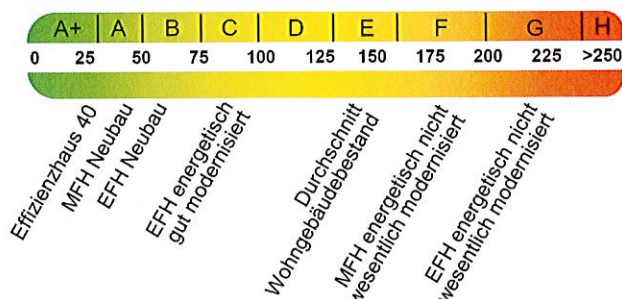 A+ A B C D E F G H
0 25 50 75 100 125 150 175 200 225 >250
Effizienzhaus 40
MFH Neubau
EFH Neubau
EFH energetisch
gut modernisiert
Durchschnitt
Wohngebäudebestand
MFH energetisch nicht
wesentlich modernisiert
EFH energetisch nicht
wesentlich modernisiert